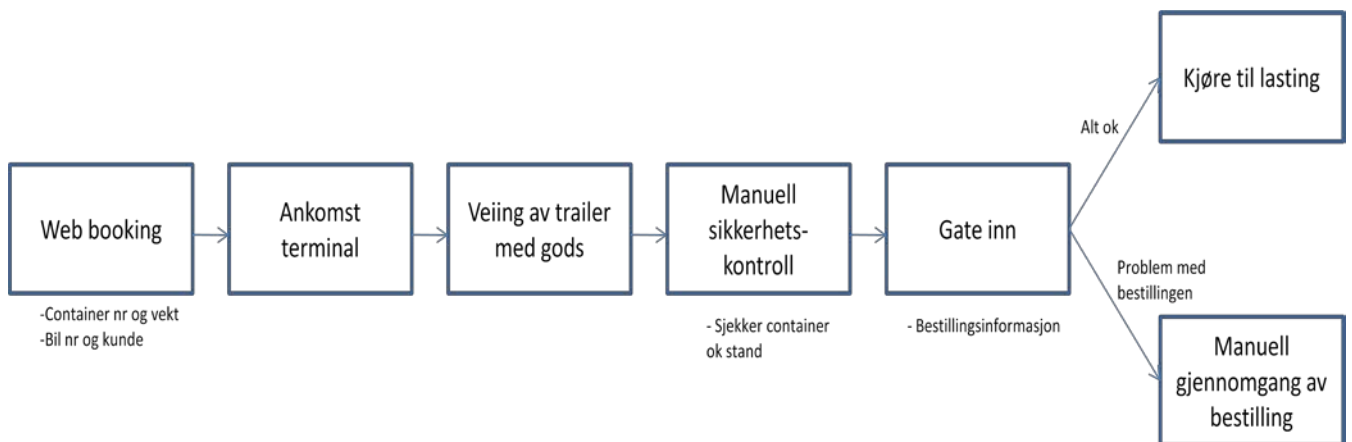 Web booking
-Container nr og vekt
-Bil nr og kunde
Ankomst
terminal
Veiing av trailer
med gods
Manuell
sikkerhets-
kontroll
- Sjekker container
ok stand
Gate inn
- Bestillingsinformasjon
Alt ok
Kjøre til lasting
Problem med
bestillingen
Manuell
gjennomgang av
bestilling